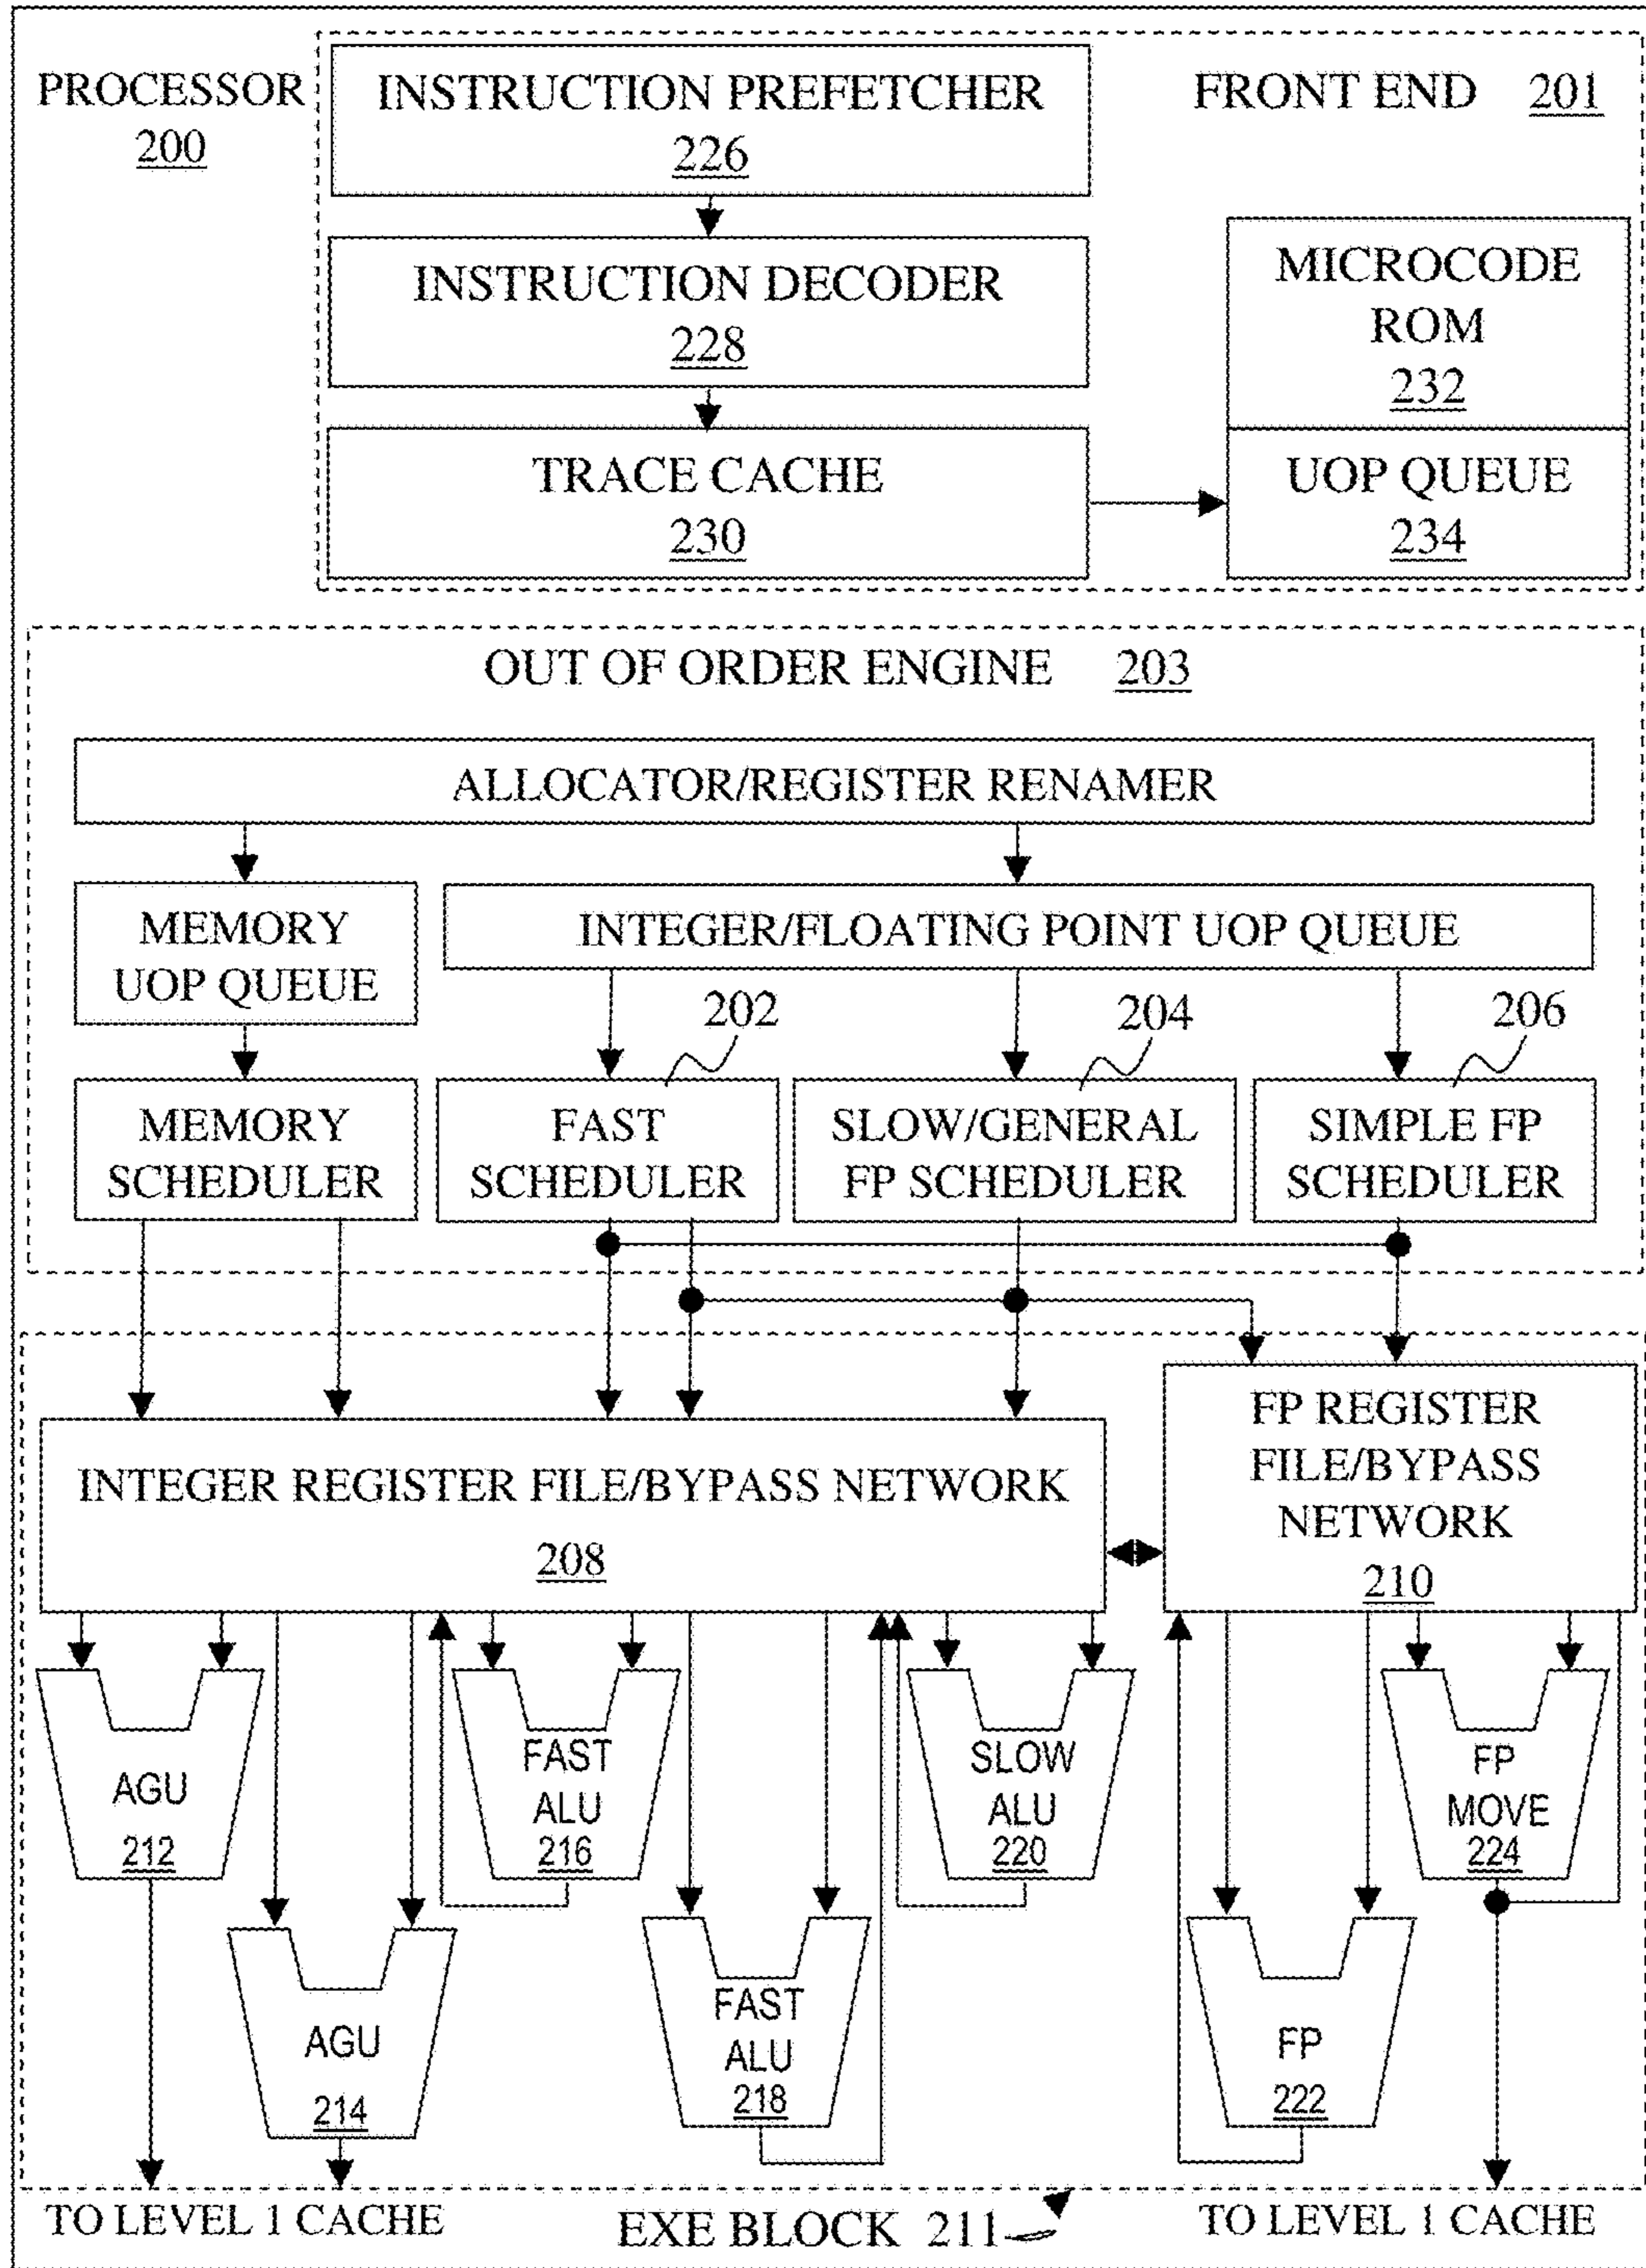 PROCESSOR
200
INSTRUCTION PREFETCHER
226
FRONT END 201
INSTRUCTION DECODER
228
MICROCODE
ROM
232
TRACE CACHE
230
UOP QUEUE
234
OUT OF ORDER ENGINE 203
ALLOCATOR/REGISTER RENAMER
MEMORY
UOP QUEUE
INTEGER/FLOATING POINT UOP QUEUE
202
204
206
MEMORY
SCHEDULER
FAST
SCHEDULER
SLOW/GENERAL
FP SCHEDULER
SIMPLE FP
SCHEDULER
INTEGER REGISTER FILE/BYPASS NETWORK
208
FP REGISTER
FILE/BYPASS
NETWORK
210
AGU
212
FAST
ALU
216
SLOW
ALU
220
FP
MOVE
224
AGU
214
FAST
ALU
218
FP
222
TO LEVEL 1 CACHE
EXE BLOCK 211
TO LEVEL 1 CACHE